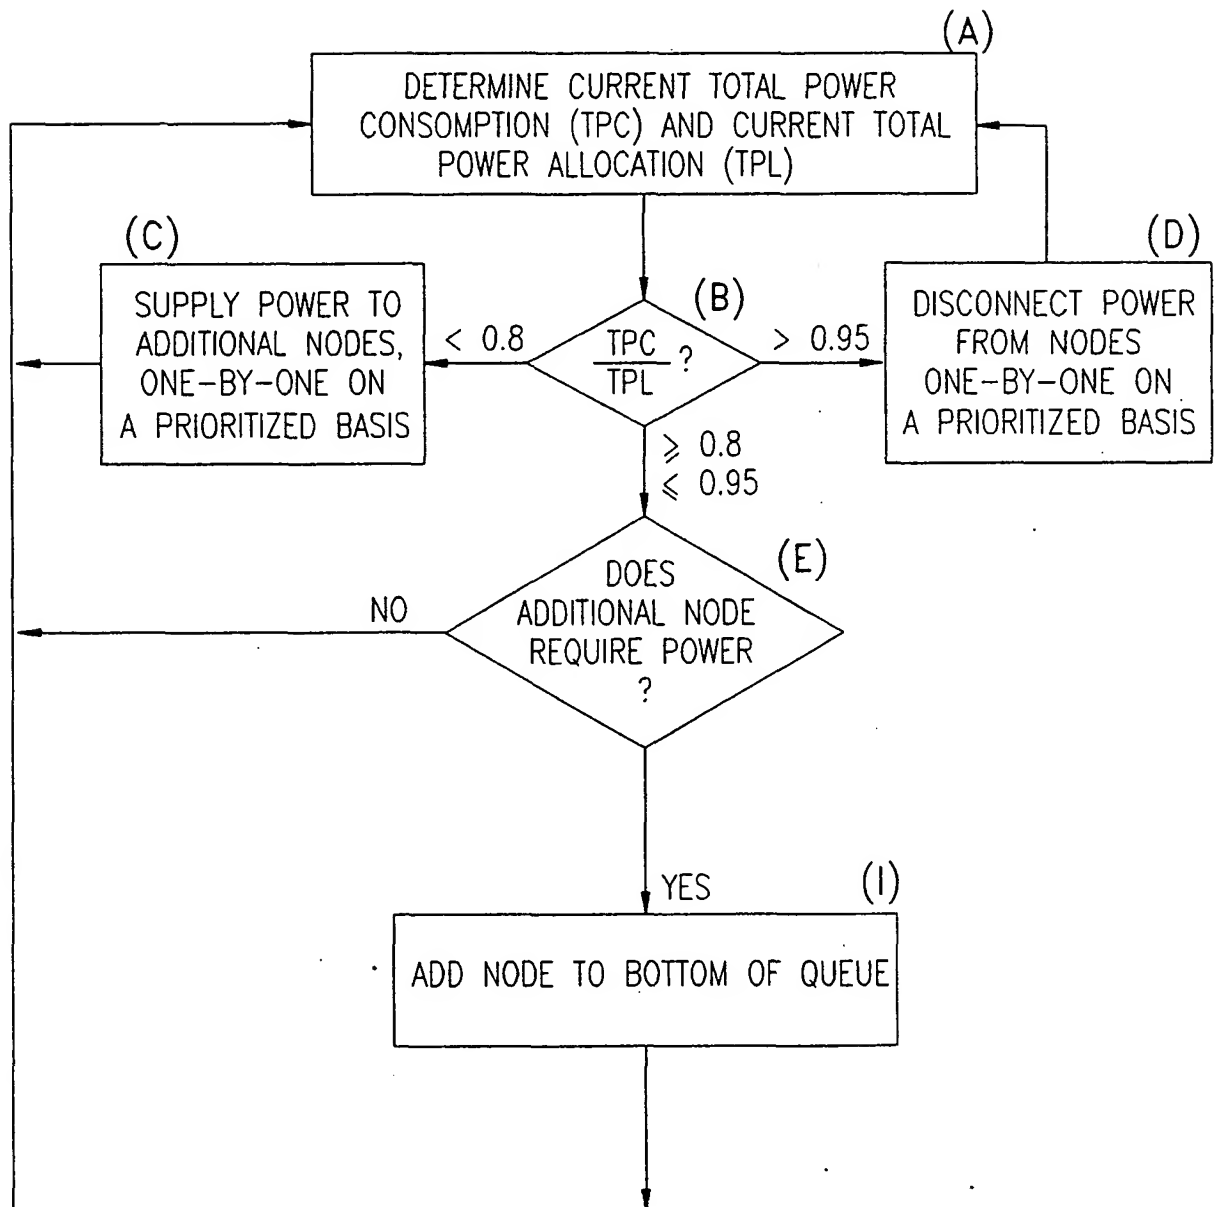 (A)
DETERMINE CURRENT TOTAL POWER
CONSOMPTION (TPC) AND CURRENT TOTAL
POWER ALLOCATION (TPL)
(C)
SUPPLY POWER TO
ADDITIONAL NODES,
ONE-BY-ONE ON
A PRIORITIZED BASIS
< 0.8
(B)
TPC
TPL
?
> 0.95
(D)
DISCONNECT POWER
FROM NODES
ONE-BY-ONE ON
A PRIORITIZED BASIS
⩾ 0.8
⩽ 0.95
(E)
DOES
ADDITIONAL NODE
REQUIRE POWER
?
NO
YES
(I)
ADD NODE TO BOTTOM OF QUEUE